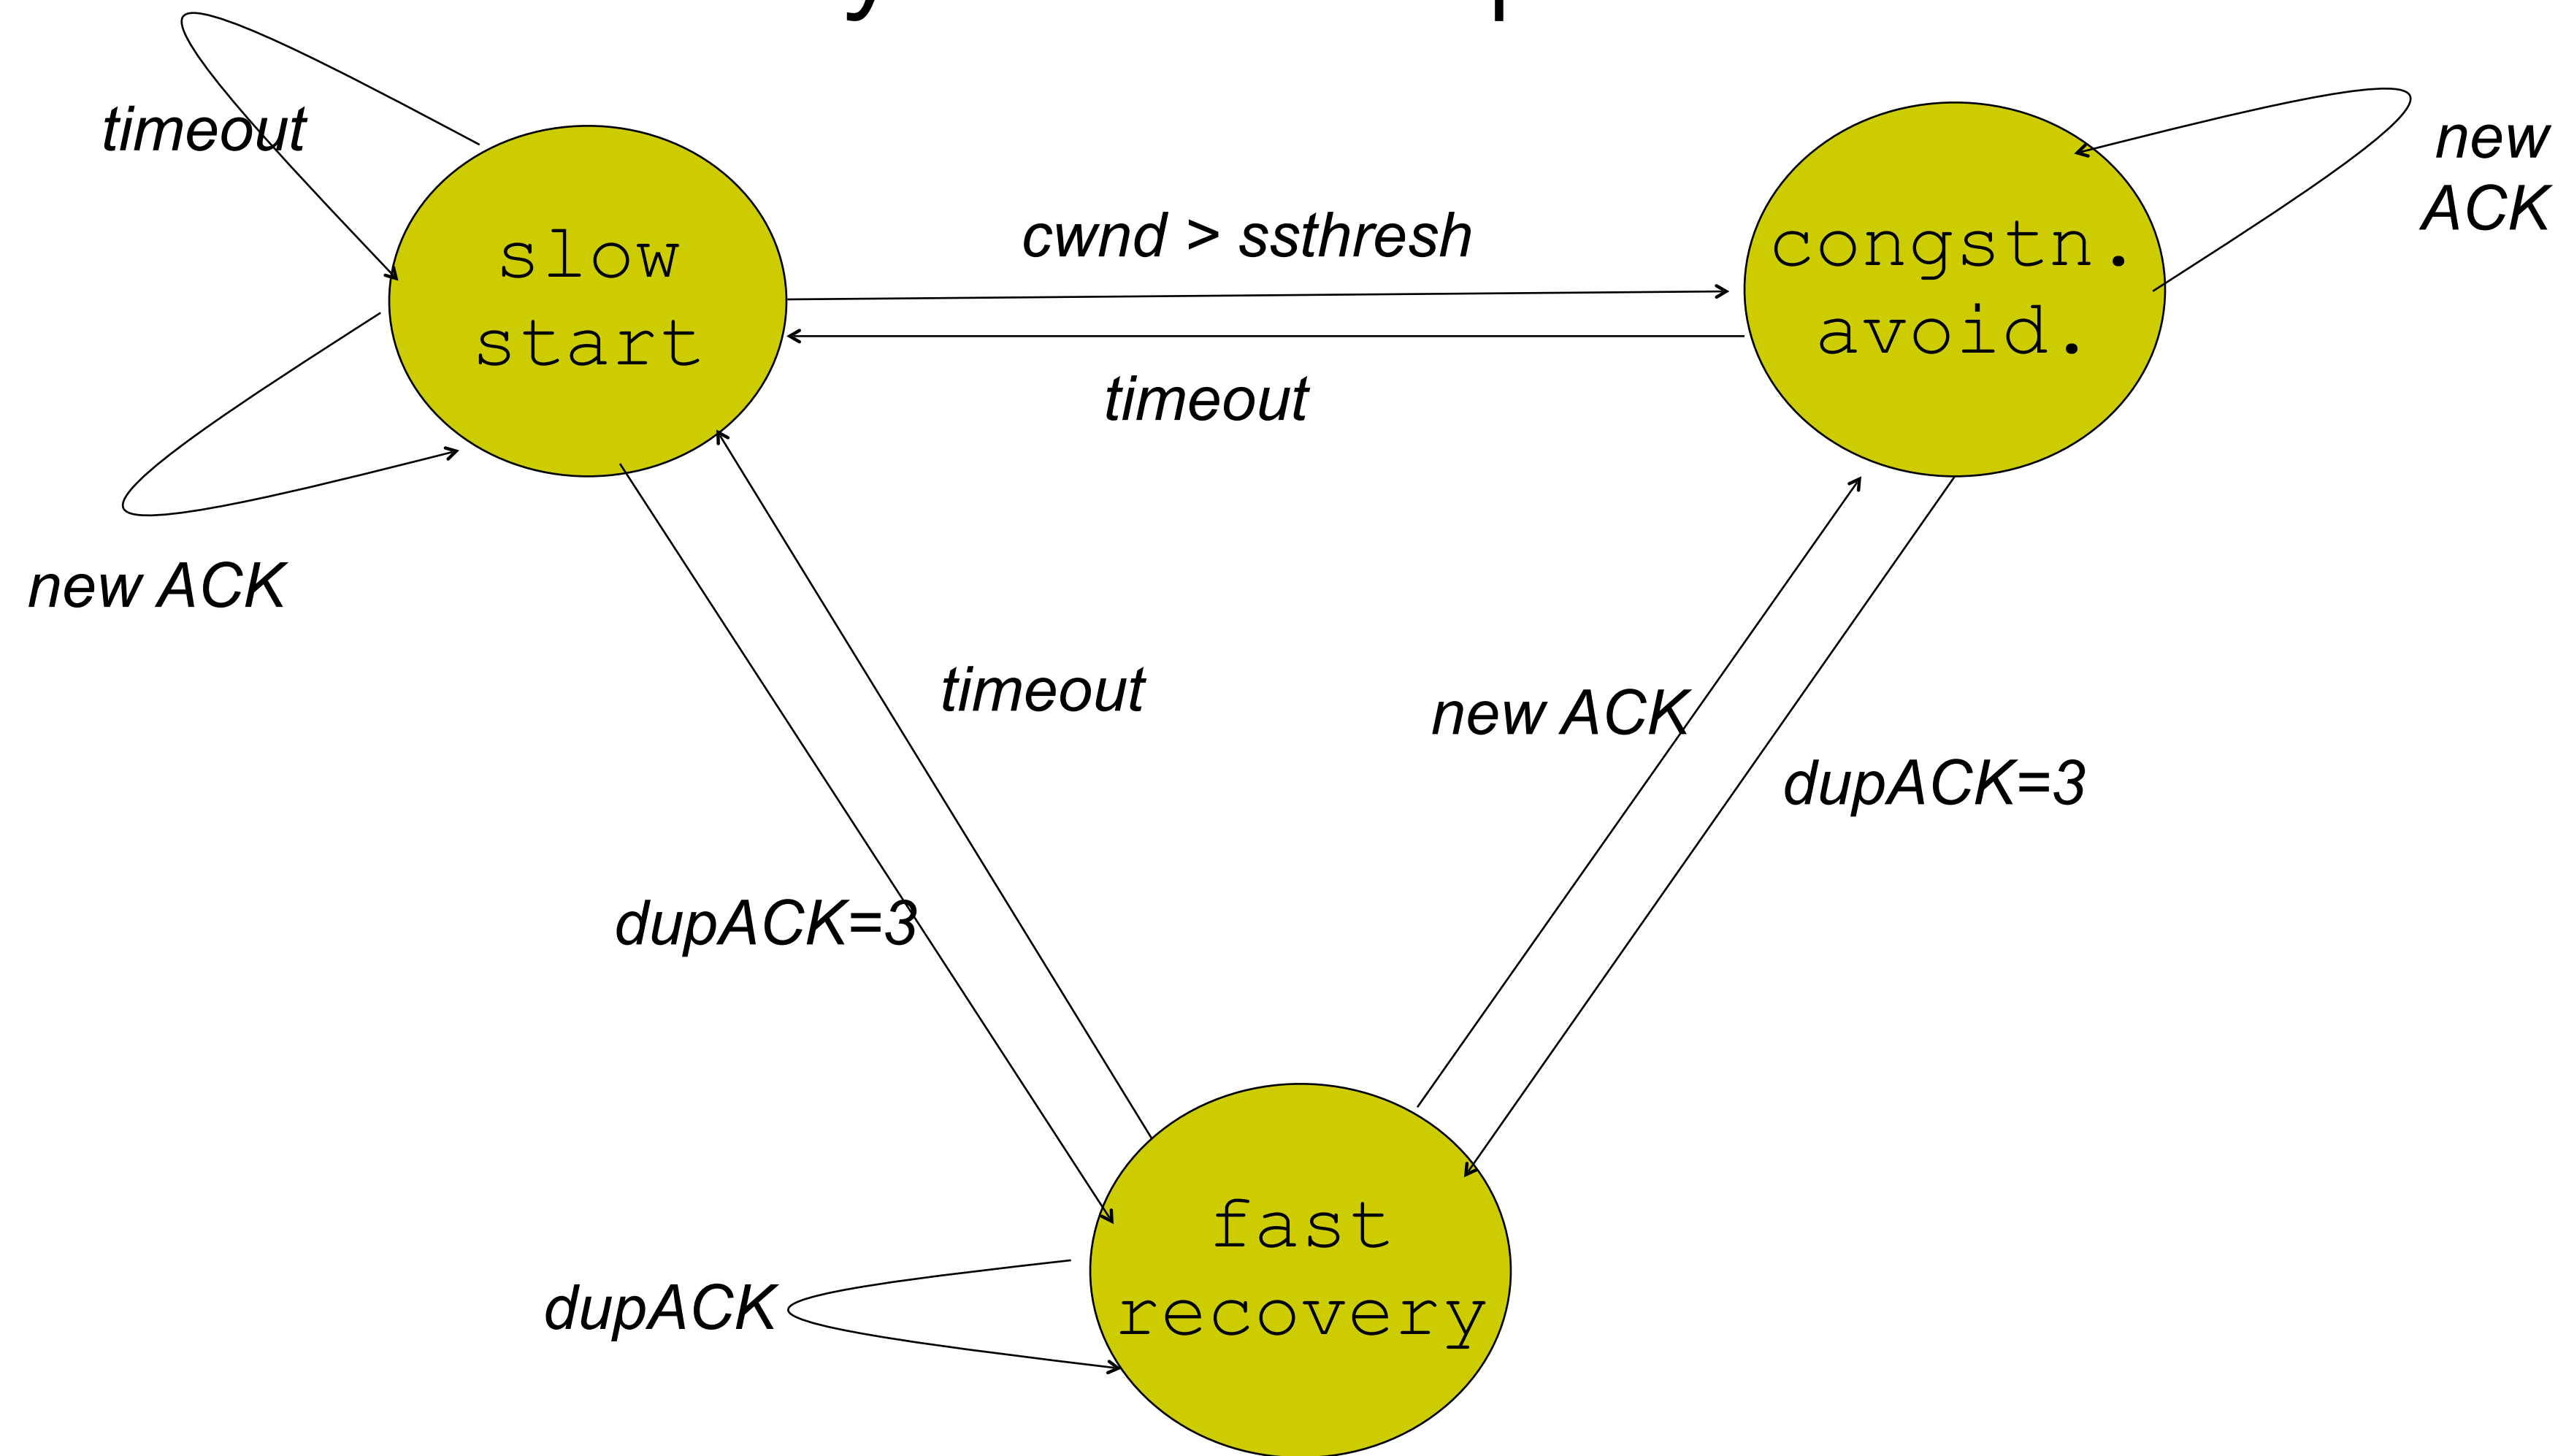 timeout
new
ACK
slow
start
cwnd > ssthresh
congstn.
avoid.
timeout
new ACK
timeout
new ACK
dupACK=3
dupACK=3
fast
recovery
dupACK